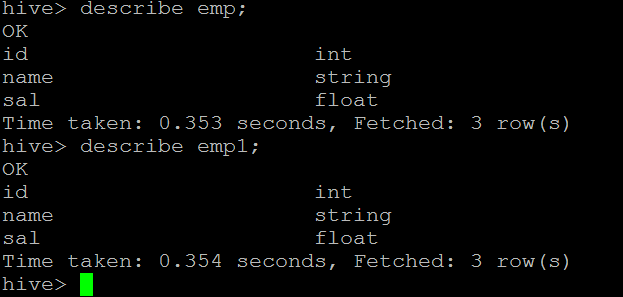 hive> describe emp;
OK
id                      int
name                    string
sal                     float
Time taken: 0.353 seconds, Fetched: 3 row(s)
hive> describe emp1;
OK
id                      int
name                    string
sal                     float
Time taken: 0.354 seconds, Fetched: 3 row(s)
hive>